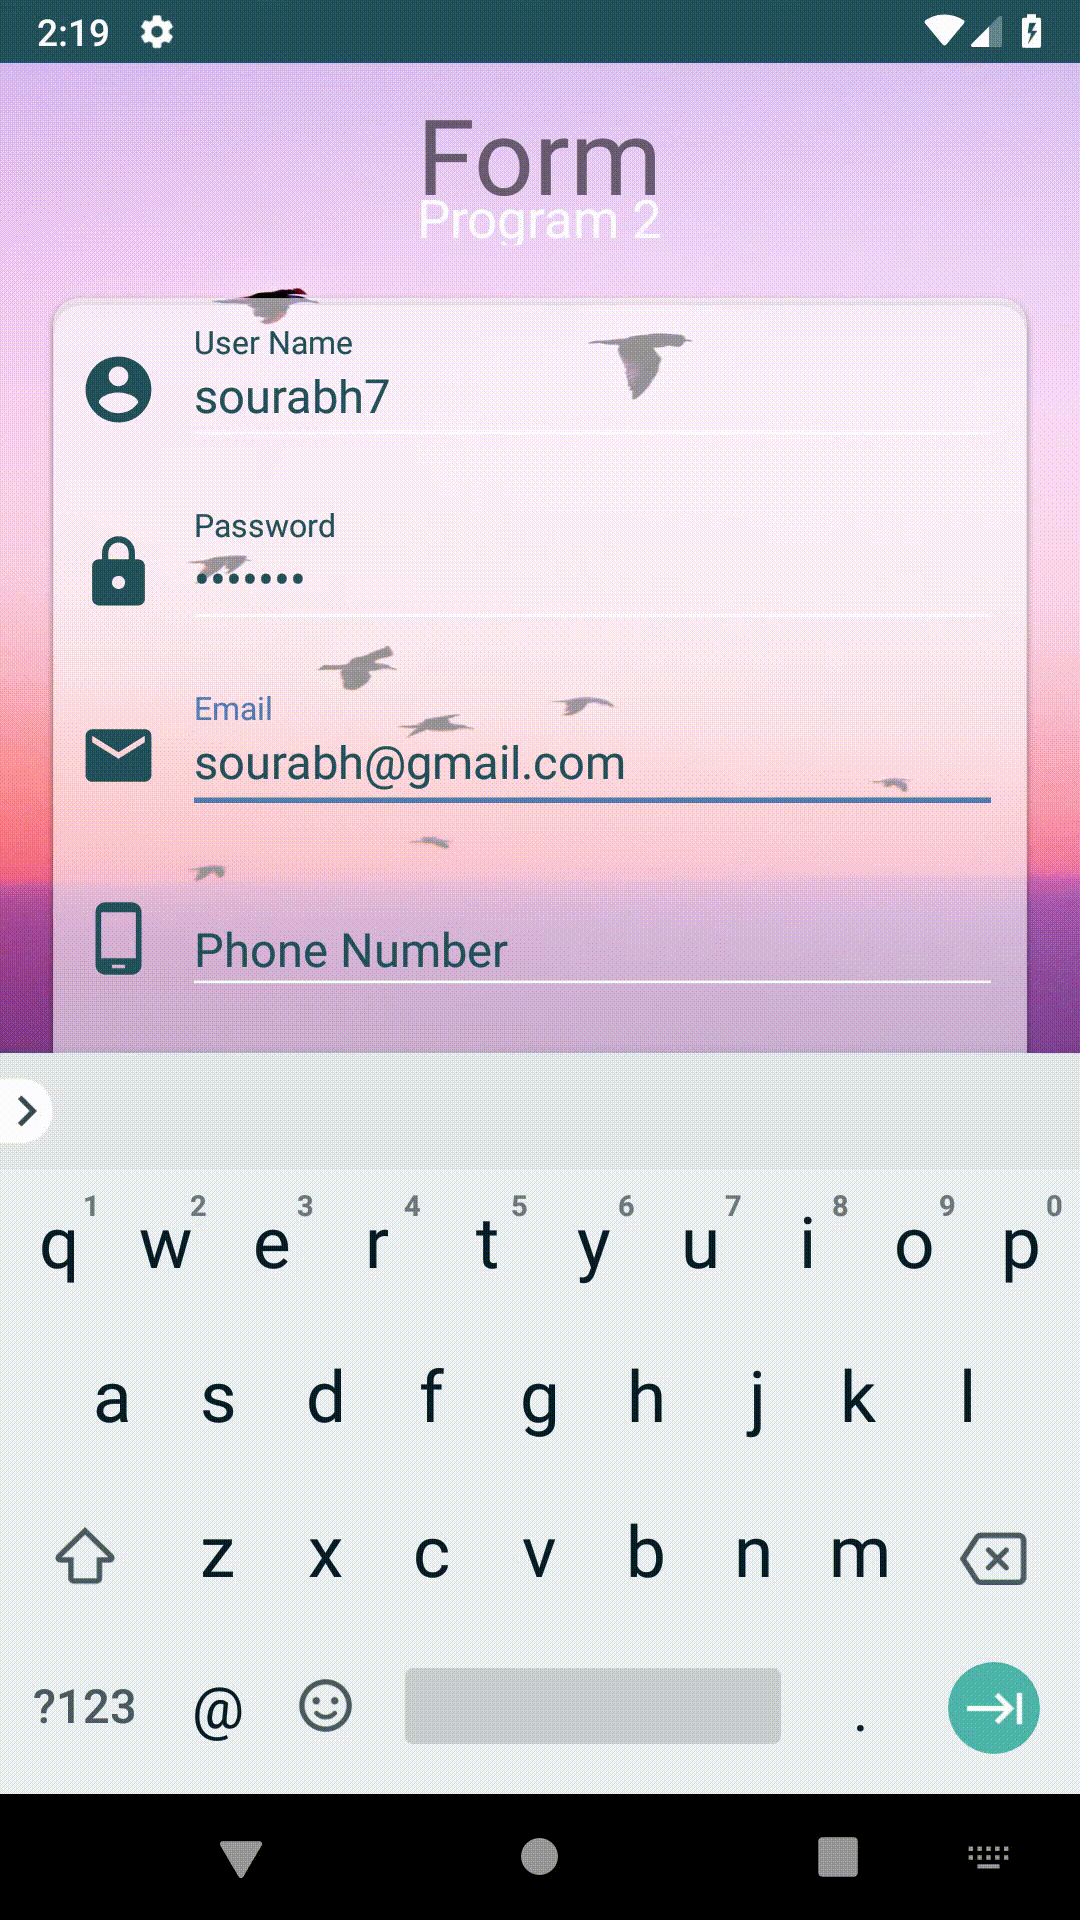 2:19
Form
Program 2
User Name
sourabh7
Password
•••••••
Email
sourabh@gmail.com
Phone Number
1 2 3 4 5 6 7 8 9 0
q w e r t y u i o p
a s d f g h j k l
z x c v b n m
?123 @ .